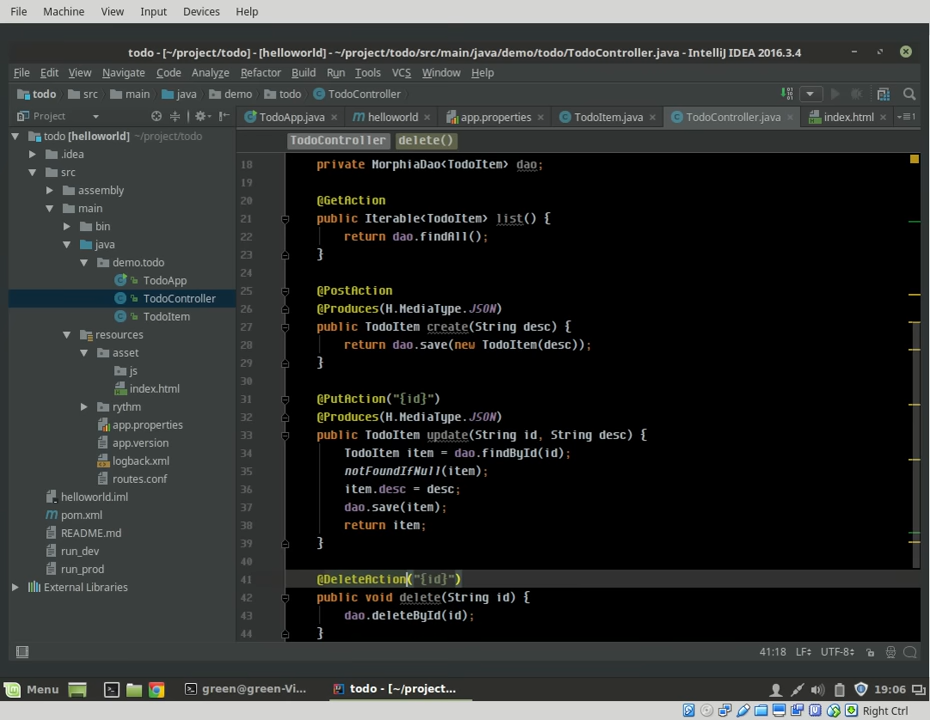 File Machine View Input Devices Help
todo - [~/project/todo] - [helloworld] - ~/project/todo/src/main/java/demo/todo/TodoController.java - IntelliJ IDEA 2016.3.4
File Edit View Navigate Code Analyze Refactor Build Run Tools VCS Window Help
todo src main java demo todo TodoController
Project
TodoApp.java helloworld app.properties TodoItem.java TodoController.java index.html
TodoController delete()
todo [helloworld] ~/project/todo
.idea
src
assembly
main
bin
java
demo.todo
TodoApp
TodoController
TodoItem
resources
asset
js
index.html
rythm
app.properties
app.version
logback.xml
routes.conf
helloworld.iml
pom.xml
README.md
run_dev
run_prod
External Libraries
18 private MorphiaDao<TodoItem> dao;
19
20 @GetAction
21 public Iterable<TodoItem> list() {
22 return dao.findAll();
23 }
24
25 @PostAction
26 @Produces(H.MediaType.JSON)
27 public TodoItem create(String desc) {
28 return dao.save(new TodoItem(desc));
29 }
30
31 @PutAction("{id}")
32 @Produces(H.MediaType.JSON)
33 public TodoItem update(String id, String desc) {
34 TodoItem item = dao.findById(id);
35 notFoundIfNull(item);
36 item.desc = desc;
37 dao.save(item);
38 return item;
39 }
40
41 @DeleteAction("{id}")
42 public void delete(String id) {
43 dao.deleteById(id);
44 }
41:18 LF UTF-8
Menu green@green-Vi... todo - [~/project... 19:06
Right Ctrl